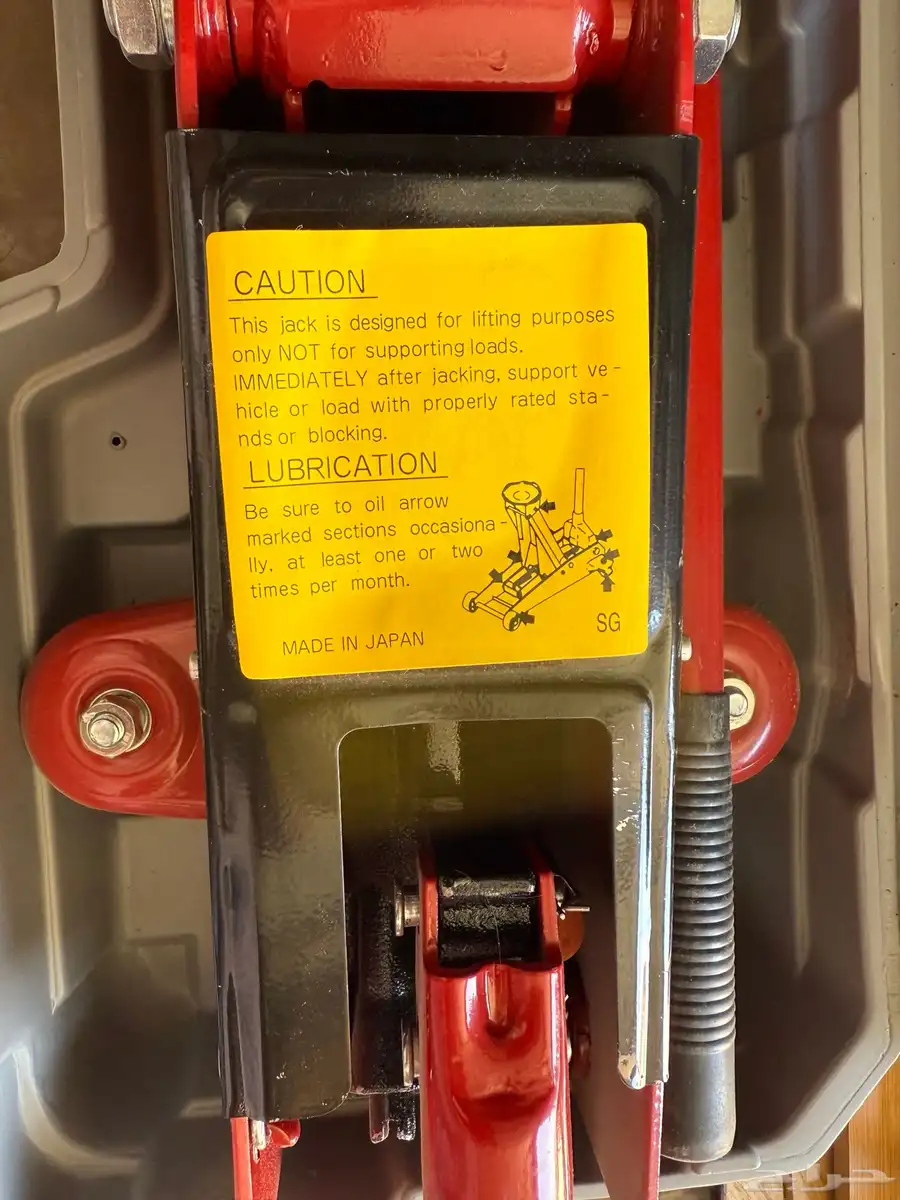 CAUTION
This jack is designed for lifting purposes
only NOT for supporting loads.
IMMEDIATELY after jacking, support ve-
hicle or load with properly rated sta-
nds or blocking.
LUBRICATION
Be sure to oil arrow
marked sections occasiona-
lly, at least one or two
times per month.
SG
MADE IN JAPAN
حراج